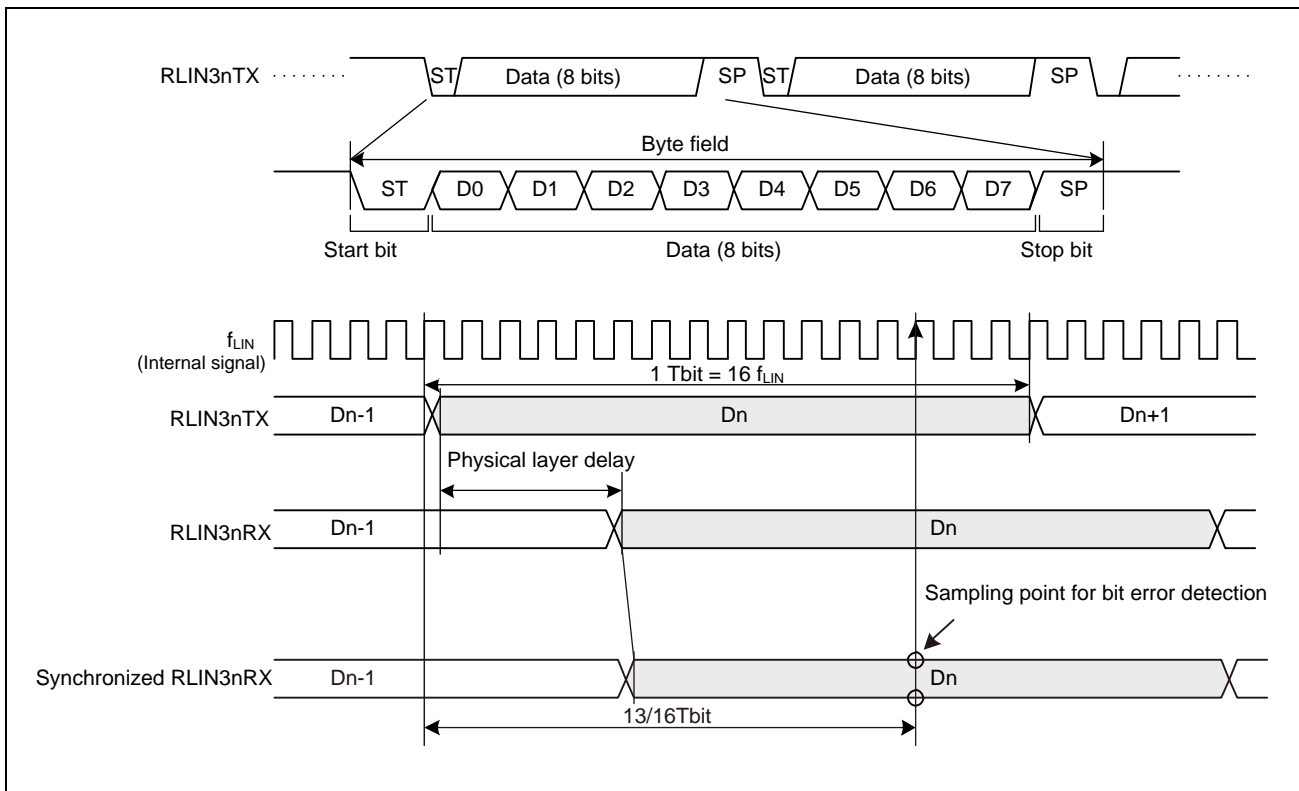 RLIN3nTX ST Data (8 bits) SP ST Data (8 bits) SP
Byte field
ST D0 D1 D2 D3 D4 D5 D6 D7 SP
Start bit Data (8 bits) Stop bit
fLIN
(Internal signal)
1 Tbit = 16 fLIN
RLIN3nTX Dn-1 Dn Dn+1
Physical layer delay
RLIN3nRX Dn-1 Dn
Sampling point for bit error detection
Synchronized RLIN3nRX Dn-1 Dn
13/16Tbit